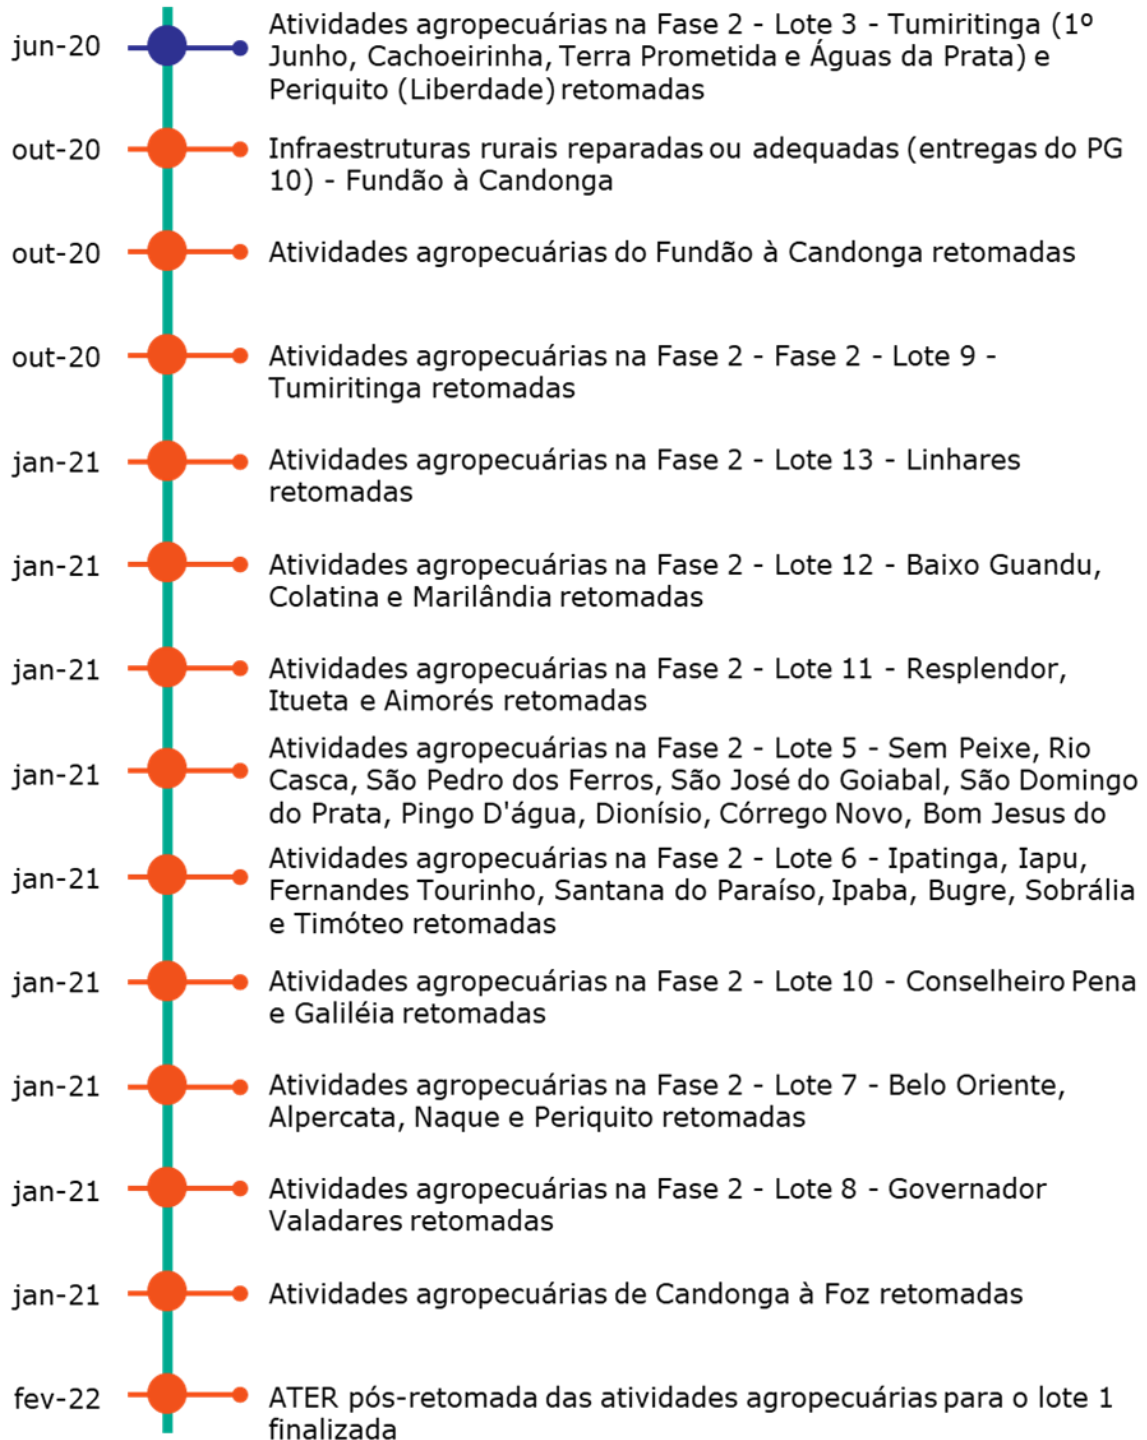 jun-20
Atividades agropecuárias na Fase 2 - Lote 3 - Tumiritinga (1º
Junho, Cachoeirinha, Terra Prometida e Águas da Prata) e
Periquito (Liberdade) retomadas
out-20
Infraestruturas rurais reparadas ou adequadas (entregas do PG
10) - Fundão à Candonga
out-20
Atividades agropecuárias do Fundão à Candonga retomadas
out-20
Atividades agropecuárias na Fase 2 - Fase 2 - Lote 9 -
Tumiritinga retomadas
jan-21
Atividades agropecuárias na Fase 2 - Lote 13 - Linhares
retomadas
jan-21
Atividades agropecuárias na Fase 2 - Lote 12 - Baixo Guandu,
Colatina e Marilândia retomadas
jan-21
Atividades agropecuárias na Fase 2 - Lote 11 - Resplendor,
Itueta e Aimorés retomadas
jan-21
Atividades agropecuárias na Fase 2 - Lote 5 - Sem Peixe, Rio
Casca, São Pedro dos Ferros, São José do Goiabal, São Domingo
do Prata, Pingo D'água, Dionísio, Córrego Novo, Bom Jesus do
jan-21
Atividades agropecuárias na Fase 2 - Lote 6 - Ipatinga, Iapu,
Fernandes Tourinho, Santana do Paraíso, Ipaba, Bugre, Sobrália
e Timóteo retomadas
jan-21
Atividades agropecuárias na Fase 2 - Lote 10 - Conselheiro Pena
e Galiléia retomadas
jan-21
Atividades agropecuárias na Fase 2 - Lote 7 - Belo Oriente,
Alpercata, Naque e Periquito retomadas
jan-21
Atividades agropecuárias na Fase 2 - Lote 8 - Governador
Valadares retomadas
jan-21
Atividades agropecuárias de Candonga à Foz retomadas
fev-22
ATER pós-retomada das atividades agropecuárias para o lote 1
finalizada